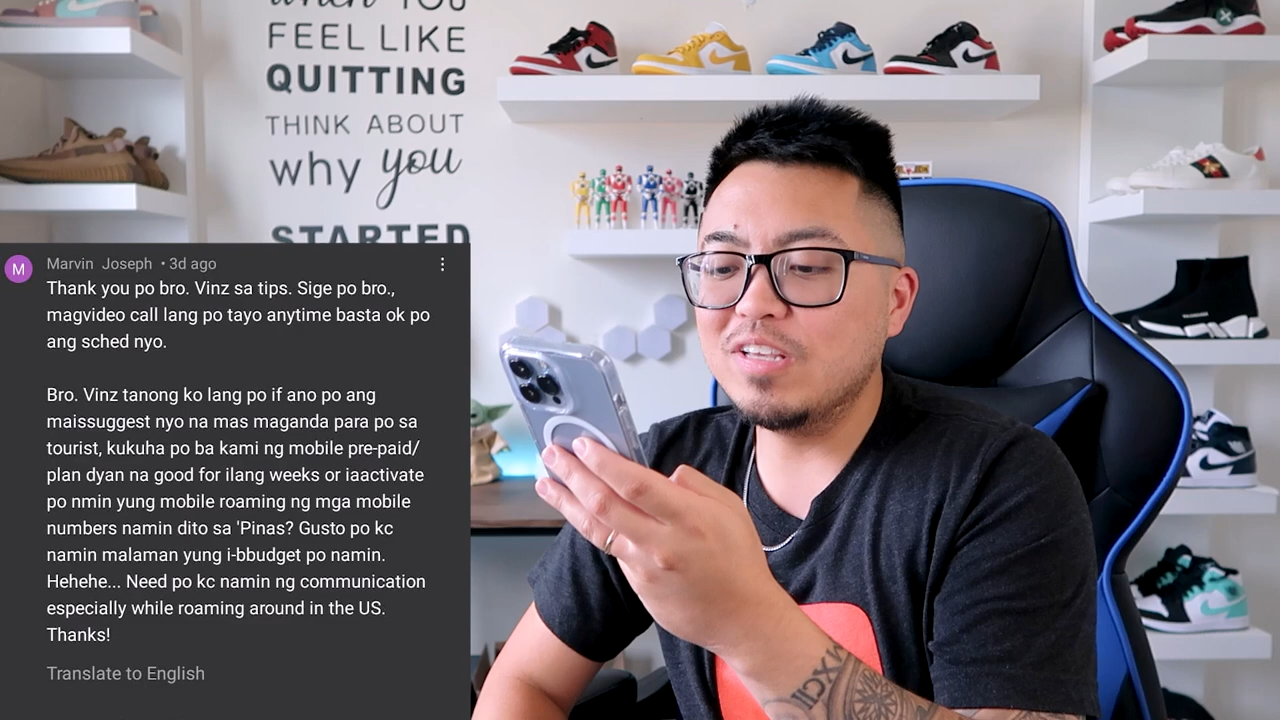 when YOU
FEEL LIKE
QUITTING
THINK ABOUT
why you
STARTED
Marvin Joseph • 3d ago
Thank you po bro. Vinz sa tips. Sige po bro.,
magvideo call lang po tayo anytime basta ok po
ang sched nyo.
Bro. Vinz tanong ko lang po if ano po ang
maissuggest nyo na mas maganda para po sa
tourist, kukuha po ba kami ng mobile pre-paid/
plan dyan na good for ilang weeks or iaactivate
po nmin yung mobile roaming ng mga mobile
numbers namin dito sa 'Pinas? Gusto po kc
namin malaman yung i-bbudget po namin.
Hehehe... Need po kc namin ng communication
especially while roaming around in the US.
Thanks!
Translate to English
M
BALENCIAGA